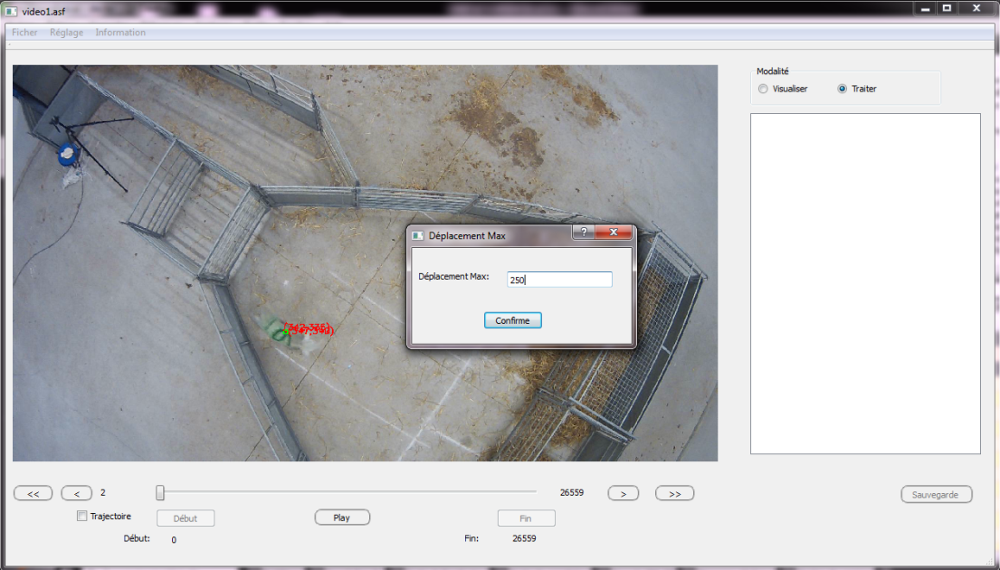 video1.asf
Ficher Réglage Information
Modalité
Visualiser Traiter
Déplacement Max
Déplacement Max: 250
Confirme
<< < 2 26559 > >>
Sauvegarde
Trajectoire Début Play Fin
Début: 0 Fin: 26559